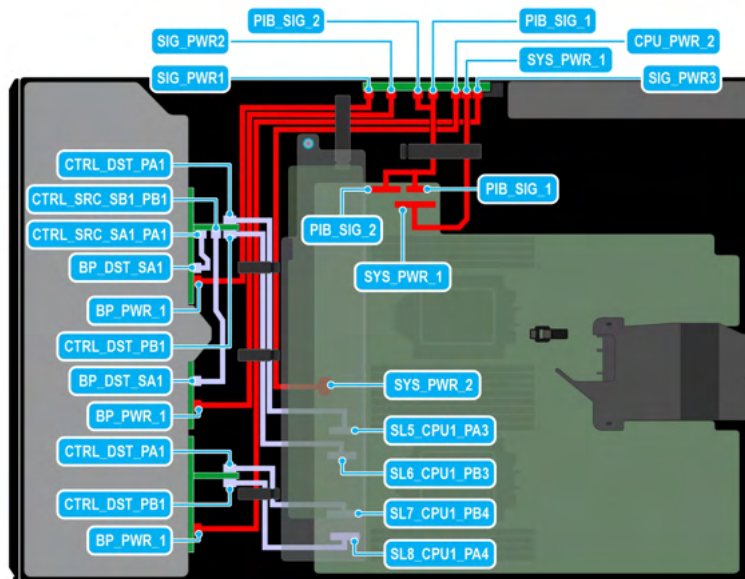 PIB_SIG_2
PIB_SIG_1
SIG_PWR2
CPU_PWR_2
SYS_PWR_1
SIG_PWR1
SIG_PWR3
CTRL_DST_PA1
CTRL_SRC_SB1_PB1
PIB_SIG_1
CTRL_SRC_SA1_PA1
PIB_SIG_2
BP_DST_SA1
SYS_PWR_1
BP_PWR_1
CTRL_DST_PB1
BP_DST_SA1
SYS_PWR_2
BP_PWR_1
SL5_CPU1_PA3
CTRL_DST_PA1
SL6_CPU1_PB3
CTRL_DST_PB1
SL7_CPU1_PB4
BP_PWR_1
SL8_CPU1_PA4